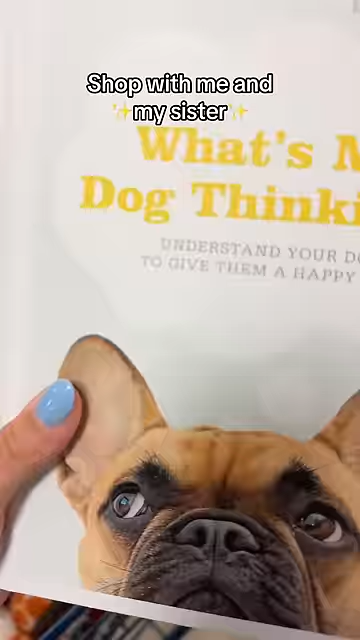 Shop with me and
✨my sister✨
What's M
Dog Thinki
UNDERSTAND YOUR DO
TO GIVE THEM A HAPPY